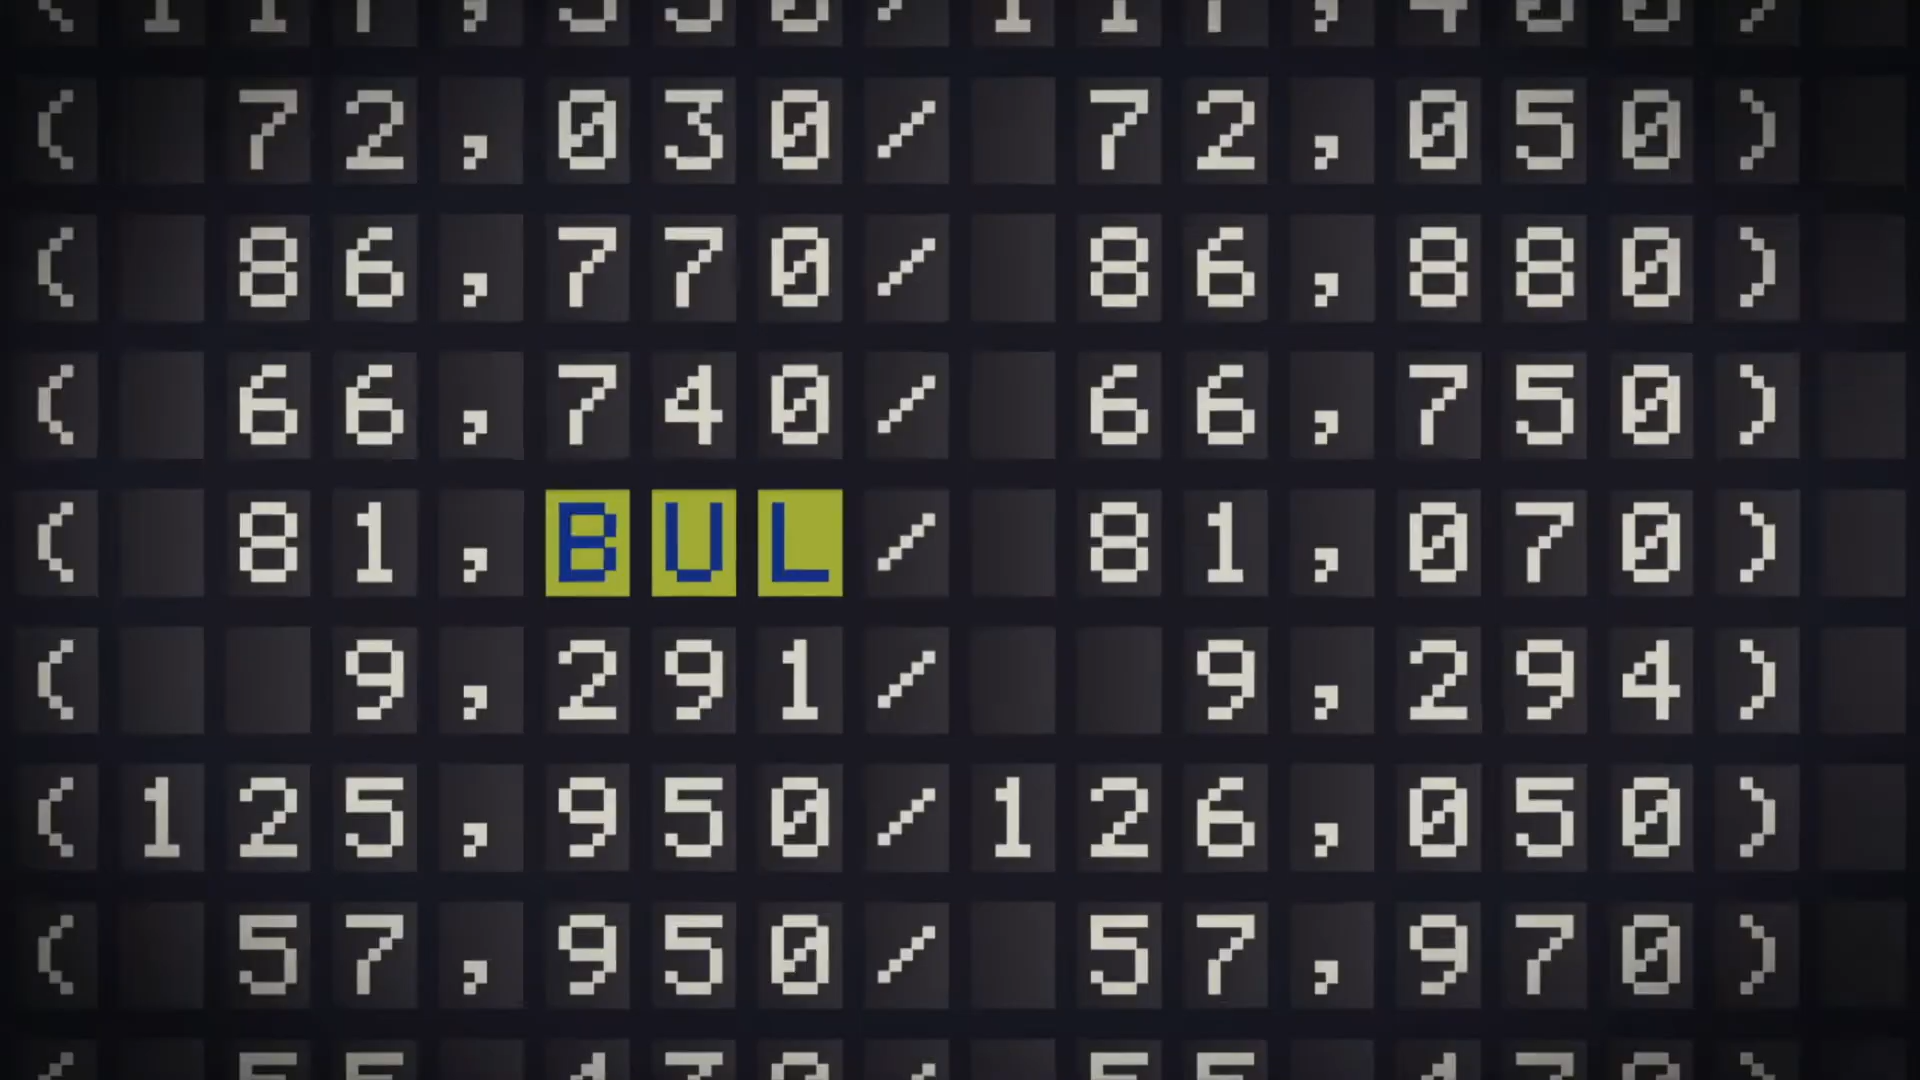 ( 72,030/ 72,050)
( 86,770/ 86,880)
( 66,740/ 66,750)
( 81,BUL/ 81,070)
( 9,291/ 9,294)
(125,950/126,050)
( 57,950/ 57,970)